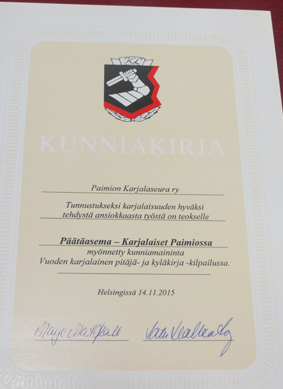 KL
KUNNIAKIRJA
Paimion Karjalaseura ry
Tunnustukseksi karjalaisuuden hyväksi
tehdystä ansiokkaasta työstä on teokselle
Päätäasema – Karjalaiset Paimiossa
myönnetty kunniamaininta
Vuoden karjalainen pitäjä- ja kyläkirja -kilpailussa.
Helsingissä 14.11.2015